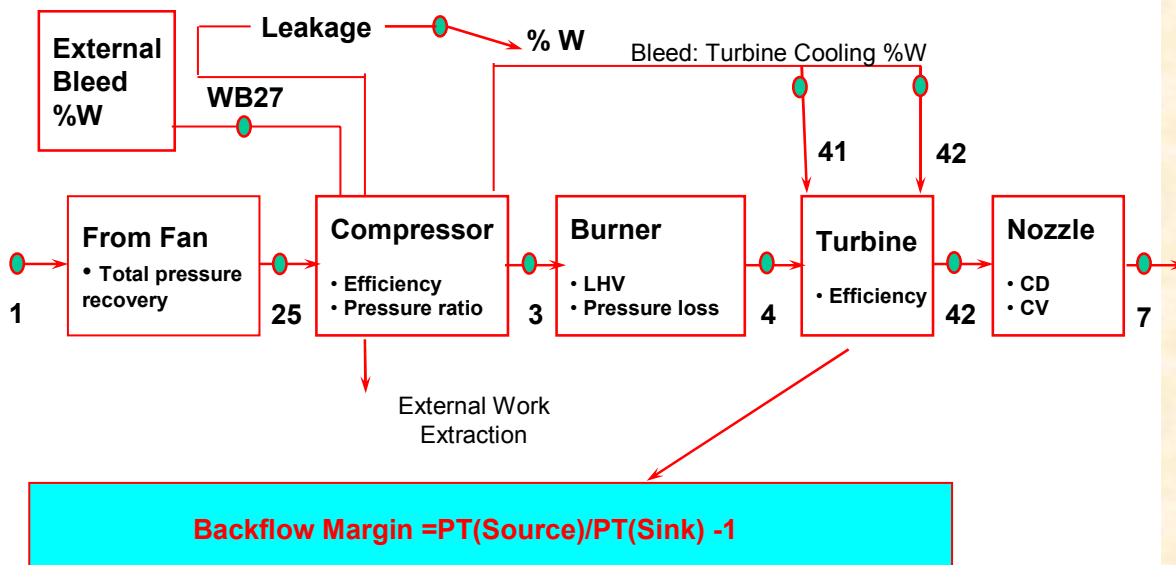 External
Bleed
%W
Leakage
% W
Bleed: Turbine Cooling %W
WB27
41
42
From Fan
• Total pressure
recovery
Compressor
• Efficiency
• Pressure ratio
Burner
• LHV
• Pressure loss
Turbine
• Efficiency
Nozzle
• CD
• CV
1
25
3
4
42
7
External Work
Extraction
Backflow Margin =PT(Source)/PT(Sink) -1